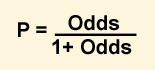 P = Odds
1+ Odds